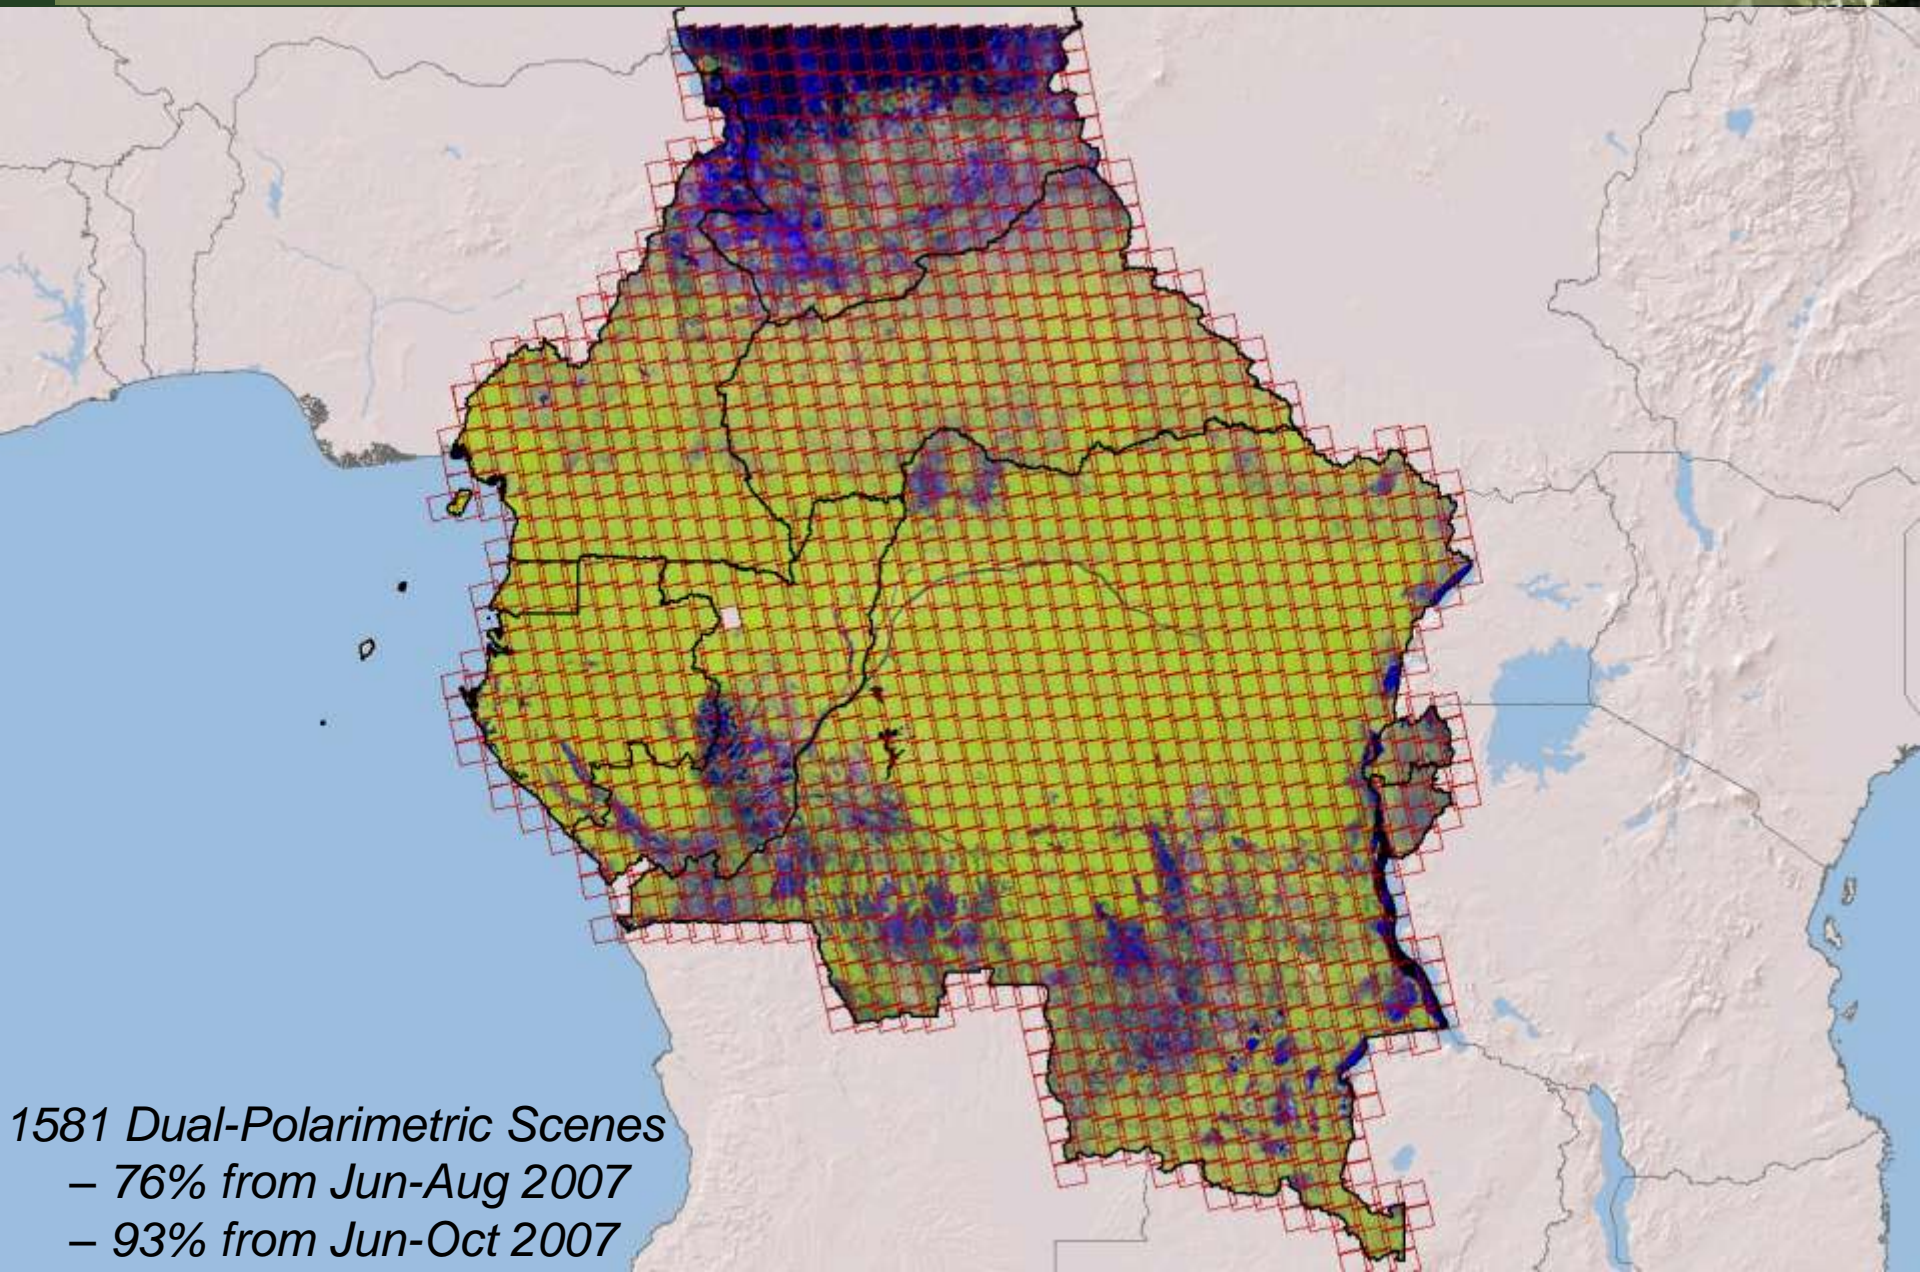 1581 Dual-Polarimetric Scenes
– 76% from Jun-Aug 2007
– 93% from Jun-Oct 2007